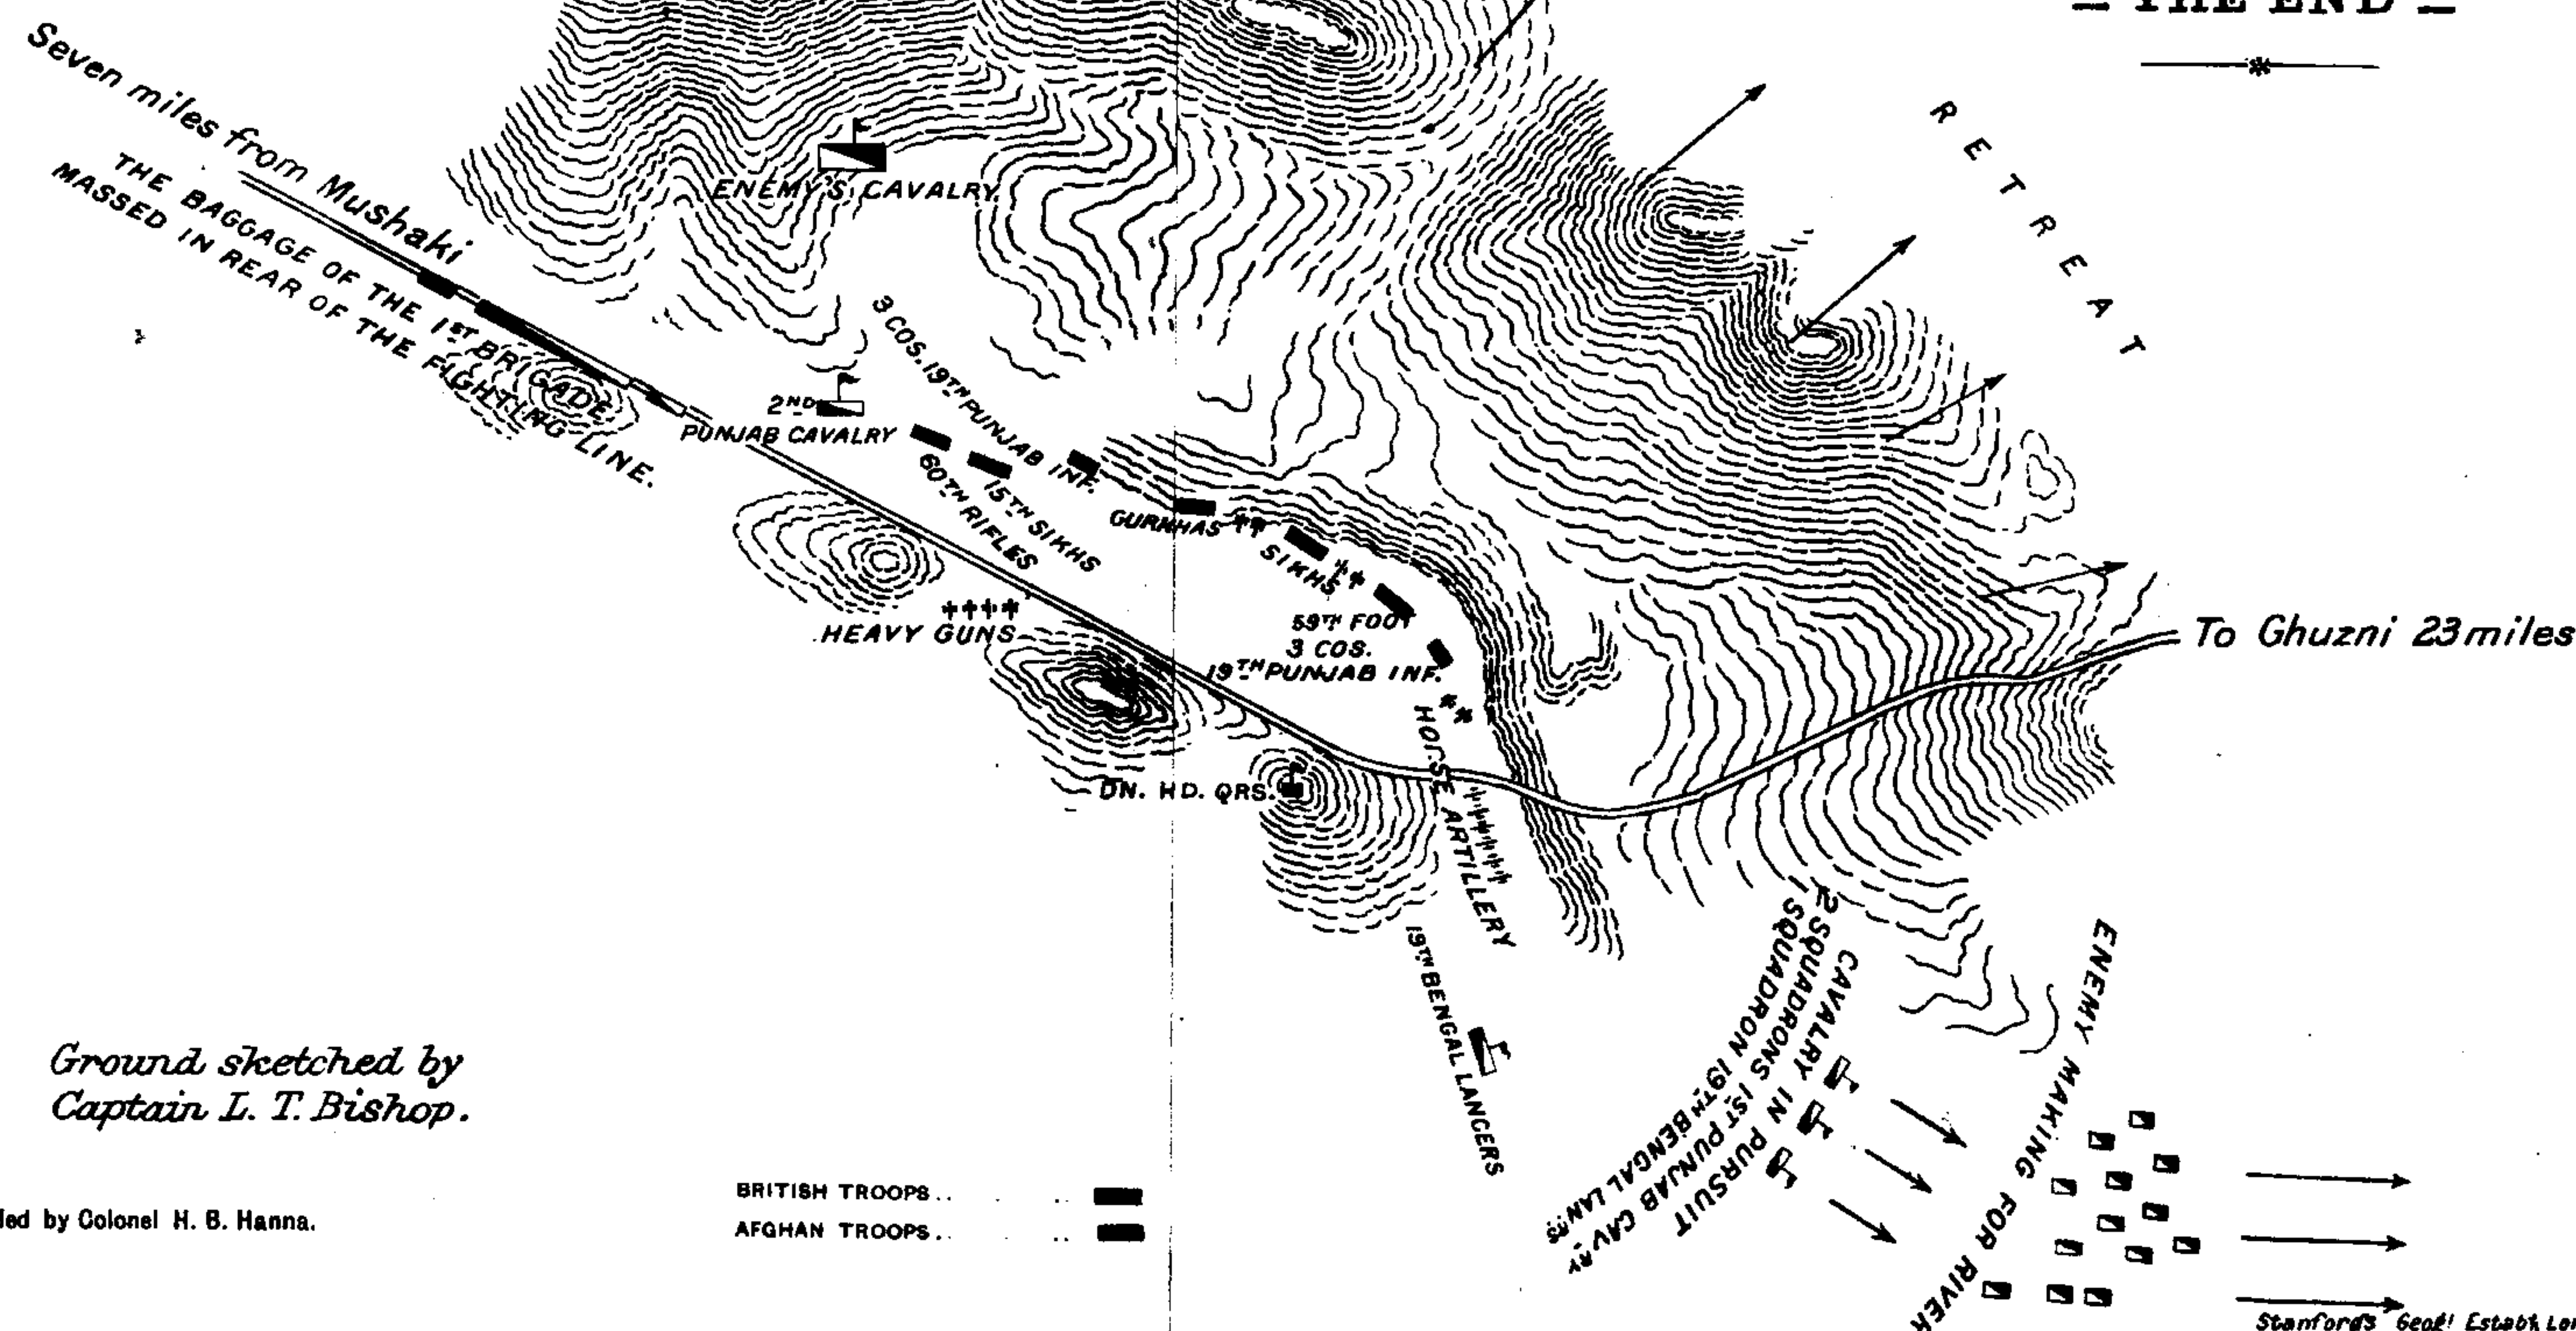 — THE END —
RETREAT
Seven miles from Mushaki
THE BAGGAGE OF THE 1ST BRIGADE
MASSED IN REAR OF THE FIGHTING LINE.
ENEMY'S CAVALRY
3 COS. 19TH PUNJAB INF.
2ND
PUNJAB CAVALRY
60TH RIFLES
15TH SIKHS
GURKHAS
SIKHS
59TH FOOT
3 COS.
19TH PUNJAB INF.
HEAVY GUNS
To Ghuzni 23 miles
HORSE ARTILLERY
DN. HD. QRS.
19TH BENGAL LANCERS
CAVALRY IN PURSUIT
2 SQUADRONS 1ST PUNJAB CAVRY
1 SQUADRON 19TH BENGAL LANRS
ENEMY MAKING FOR RIVER
Ground sketched by
Captain L. T. Bishop.
by Colonel H. B. Hanna.
BRITISH TROOPS..
AFGHAN TROOPS..
Stanford's Geogl. Estabt.